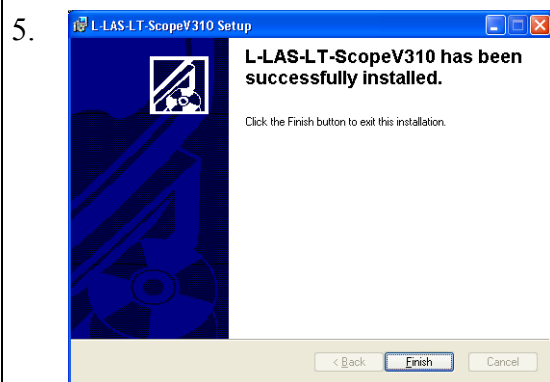 5.
L-LAS-LT-ScopeV310 Setup
L-LAS-LT-ScopeV310 has been
successfully installed.
Click the Finish button to exit this installation.
< Back Finish Cancel